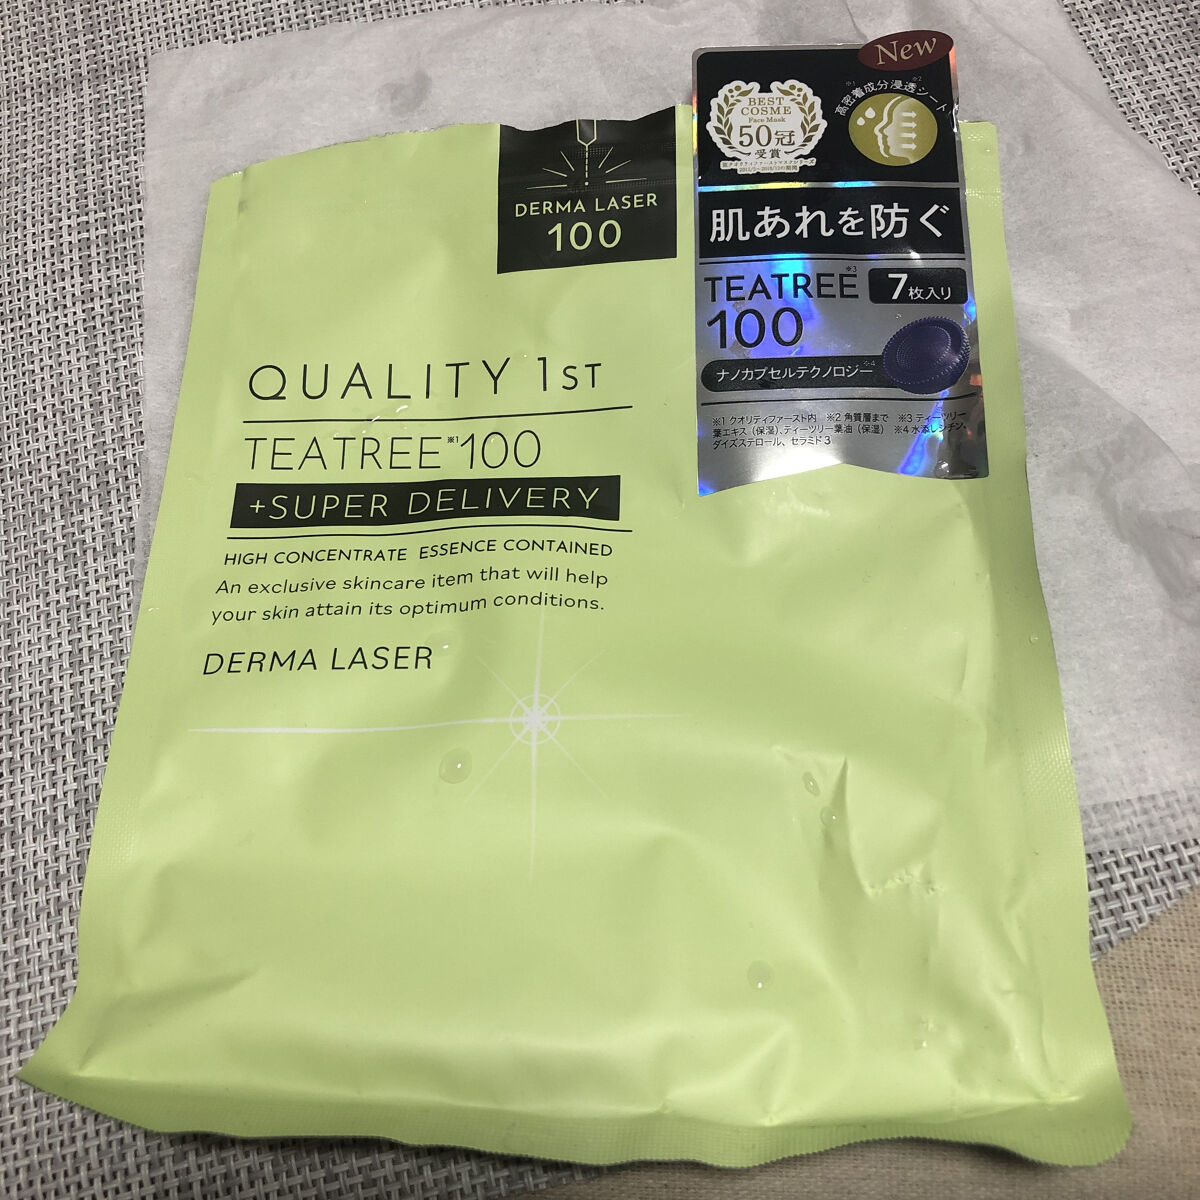 New
BEST
COSME
Face Mask
50冠
受賞
※1 ※2
高密着成分浸透シート
肌あれを防ぐ
TEATREE※3
100
7枚入り
ナノカプセルテクノロジー※4
※1 クオリティファースト内 ※2 角質層まで ※3 ティーツリー
葉エキス（保湿）、ティーツリー葉油（保湿） ※4 水添レシチン・
ダイズステロール、セラミド3
DERMA LASER
100
QUALITY 1ST
TEATREE※1100
+SUPER DELIVERY
HIGH CONCENTRATE ESSENCE CONTAINED
An exclusive skincare item that will help
your skin attain its optimum conditions.
DERMA LASER